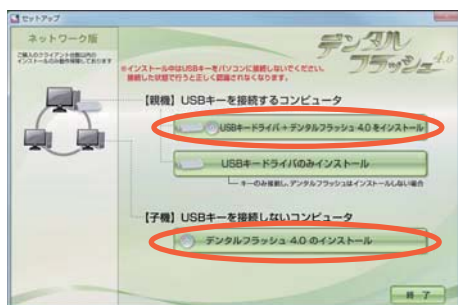 セットアップ
ネットワーク版
ご購入のクライアント台数以内の
インストールのみ動作保障しております
デンタル
フラッシュ4.0
※インストール中はUSBキーをパソコンに接続しないでください。
接続した状態で行うと正しく認識されなくなります。
【親機】USBキーを接続するコンピュータ
USBキードライバ+デンタルフラッシュ 4.0 をインストール
USBキードライバのみインストール
キーのみ接続し、デンタルフラッシュはインストールしない場合
【子機】USBキーを接続しないコンピュータ
デンタルフラッシュ 4.0 のインストール
終 了